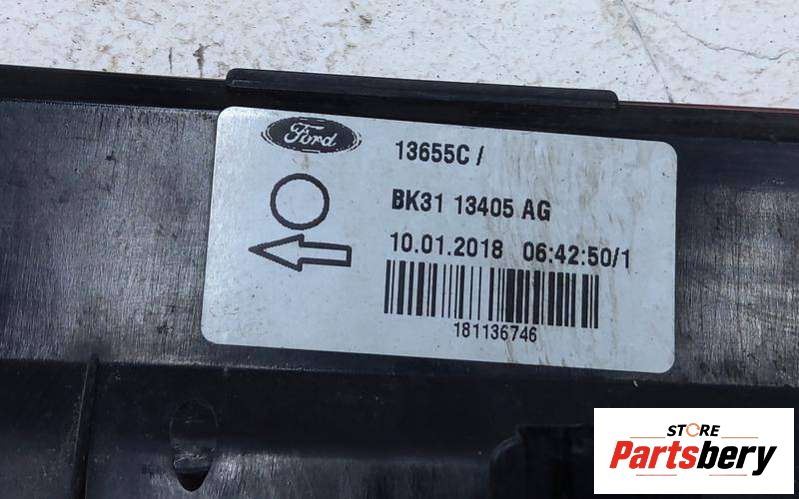 Ford
13655C /
BK31 13405 AG
10.01.2018 06:42:50/1
181136746
STORE
Partsbery